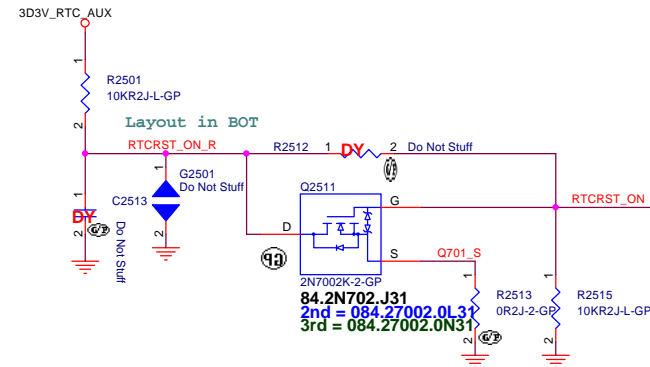 3D3V_RTC_AUX
1
R2501
10KR2J-L-GP
2
Layout in BOT
RTCRST_ON_R
R2512
1
DY
2
Do Not Stuff
G2501
Do Not Stuff
1
1
C2513
DY
2
2
Do Not Stuff
Q2511
G
RTCRST_ON
D
S
Q701_S
2N7002K-2-GP
84.2N702.J31
2nd = 084.27002.0L31
3rd = 084.27002.0N31
1
R2513
0R2J-2-GP
2
1
R2515
10KR2J-L-GP
2